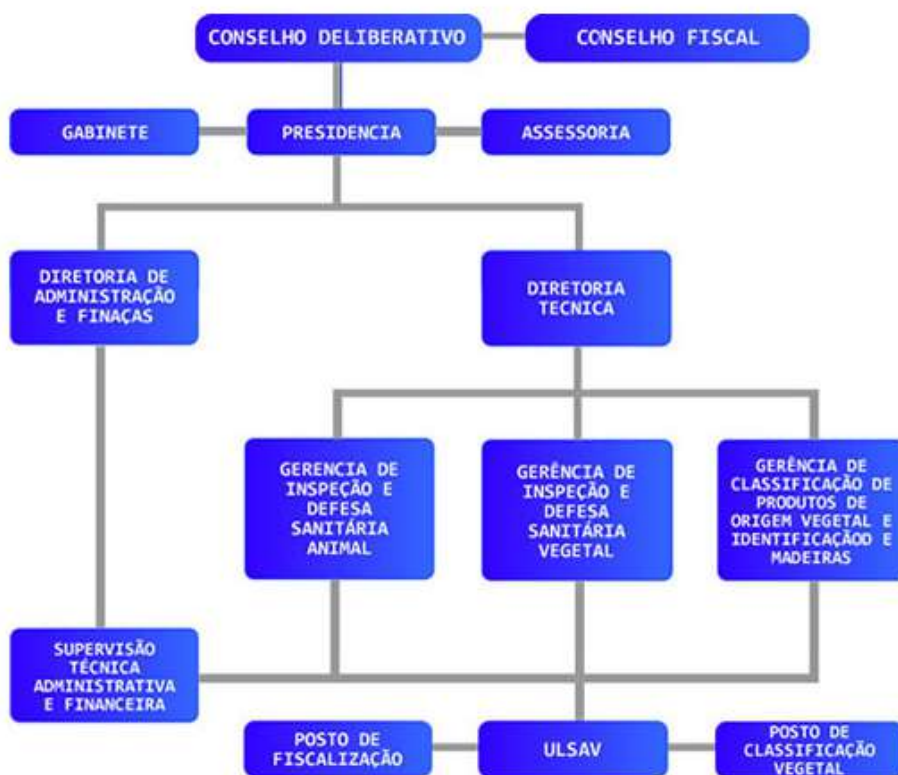 CONSELHO DELIBERATIVO
CONSELHO FISCAL
GABINETE
PRESIDENCIA
ASSESSORIA
DIRETORIA DE
ADMINISTRAÇÃO
E FINAÇAS
DIRETORIA
TECNICA
GERENCIA DE
INSPEÇÃO E
DEFESA
SANITÁRIA
ANIMAL
GERÊNCIA DE
INSPEÇÃO E
DEFESA
SANITÁRIA
VEGETAL
GERÊNCIA DE
CLASSIFICAÇÃO DE
PRODUTOS DE
ORIGEM VEGETAL E
IDENTIFICAÇÃOD E
MADEIRAS
SUPERVISÃO
TÉCNICA
ADMINISTRATIVA
E FINANCEIRA
POSTO DE
FISCALIZAÇÃO
ULSAV
POSTO DE
CLASSIFICAÇÃO
VEGETAL